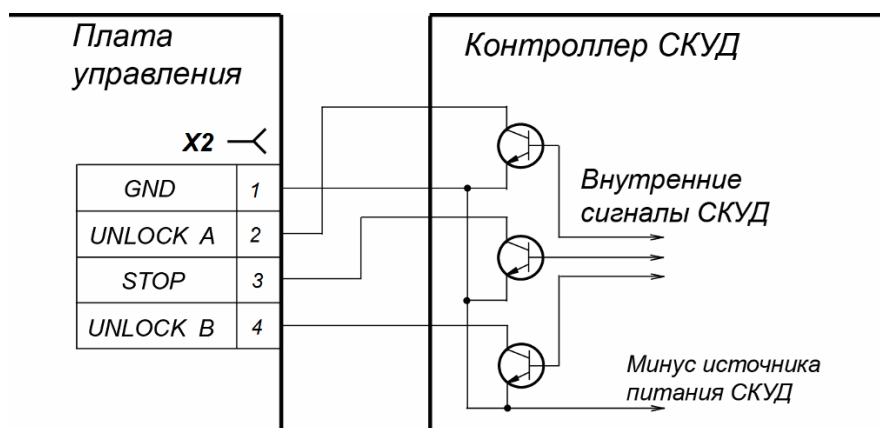 Плата
управления
Контроллер СКУД
X2
GND 1
UNLOCK A 2
STOP 3
UNLOCK B 4
Внутренние
сигналы СКУД
Минус источника
питания СКУД